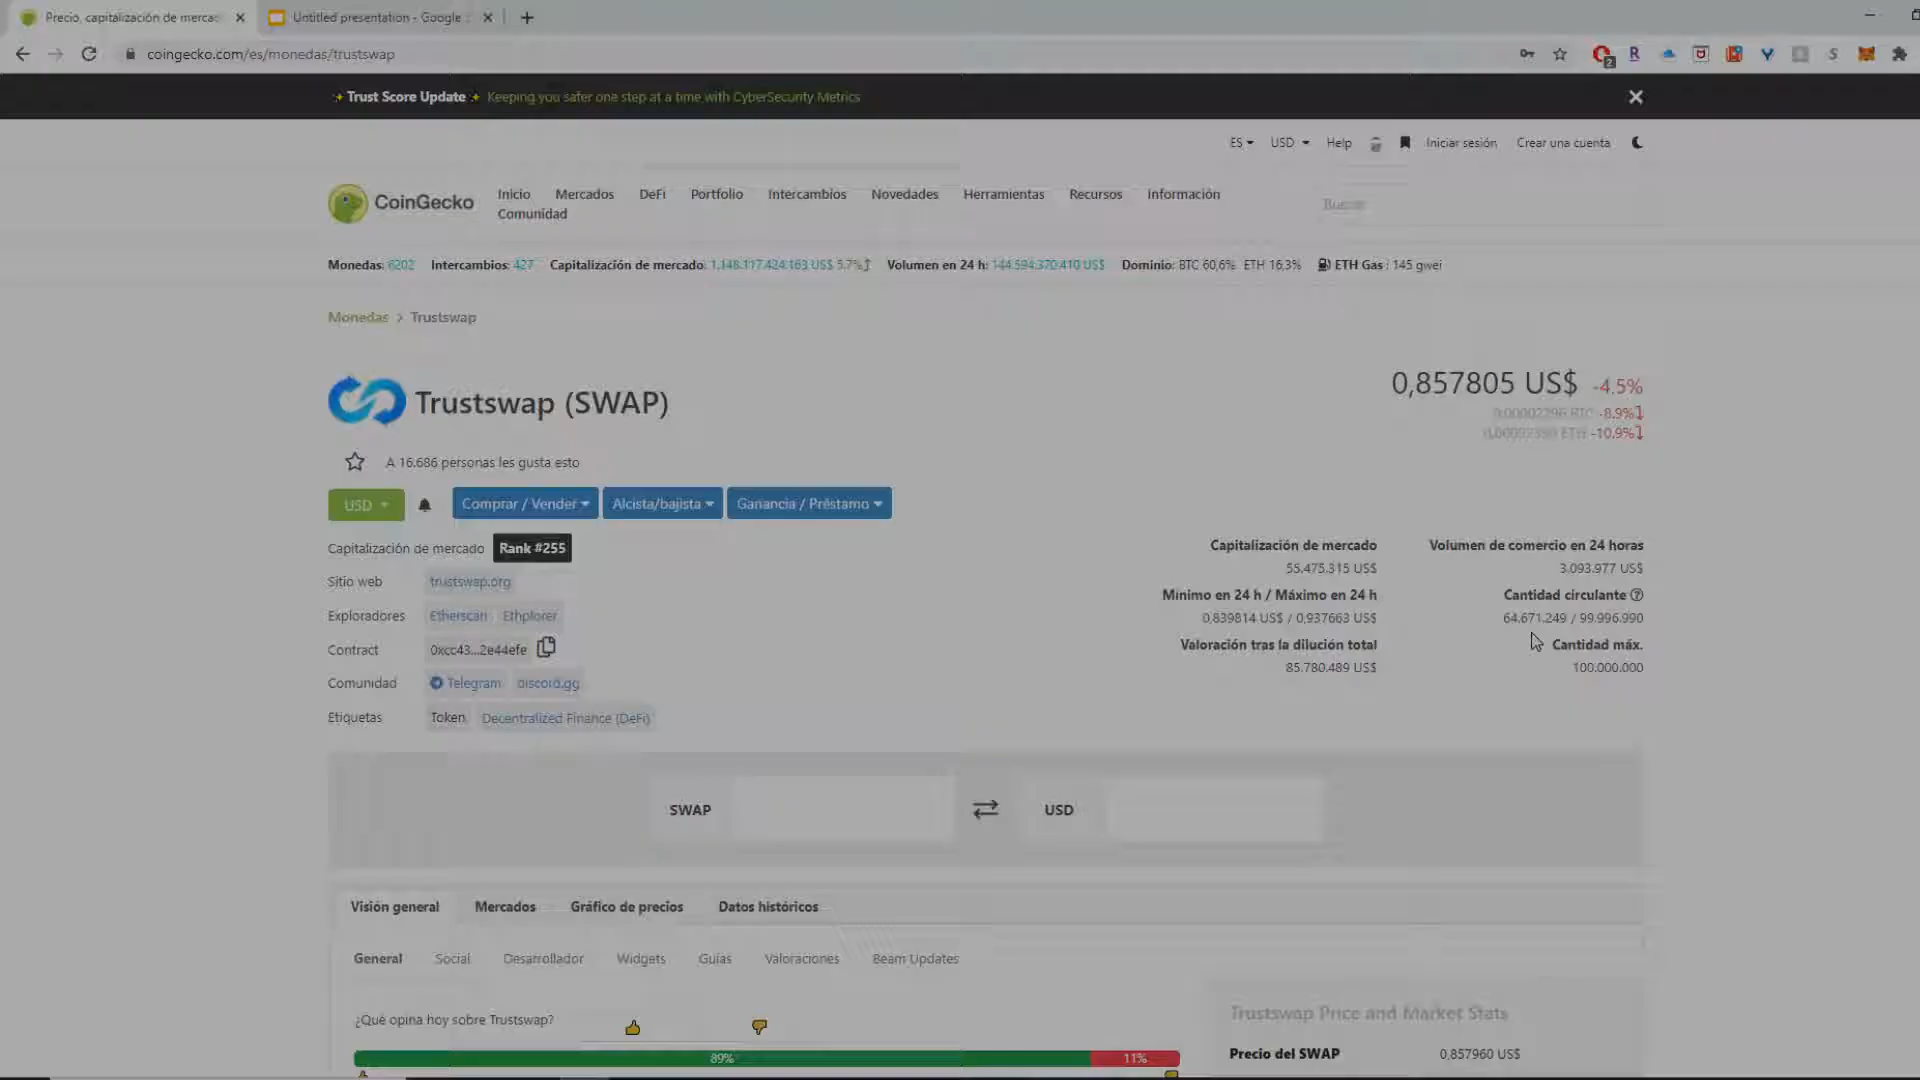 Precio, capitalización de mercac
Untitled presentation - Google
coingecko.com/es/monedas/trustswap
Trust Score Update Keeping you safer one step at a time with CyberSecurity Metrics
ES USD Help Iniciar sesión Crear una cuenta
CoinGecko
Inicio Mercados DeFi Portfolio Intercambios Novedades Herramientas Recursos Información
Comunidad
Buscar
Monedas: 6202 Intercambios: 427 Capitalización de mercado: 1.148.117.424.163 US$ 5.7% Volumen en 24 h: 144.594.370.410 US$ Dominio: BTC 60,6% ETH 16,3% ETH Gas : 145 gwei
Monedas > Trustswap
Trustswap (SWAP)
0,857805 US$ -4.5%
BTC -8.9%
ETH -10.9%
A 16.686 personas les gusta esto
USD Comprar / Vender Alcista/bajista Ganancia / Préstamo
Capitalización de mercado Rank #255
Sitio web trustswap.org
Exploradores Etherscan Ethplorer
Contract 0xcc43...2e44efe
Comunidad Telegram discord.gg
Etiquetas Token Decentralized Finance (DeFi)
Capitalización de mercado
55.475.315 US$
Mínimo en 24 h / Máximo en 24 h
0,839814 US$ / 0,937663 US$
Valoración tras la dilución total
85.780.489 US$
Volumen de comercio en 24 horas
3.093.977 US$
Cantidad circulante
64.671.249 / 99.996.990
Cantidad máx.
100.000.000
SWAP USD
Visión general Mercados Gráfico de precios Datos históricos
General Social Desarrollador Widgets Guías Valoraciones Beam Updates
¿Qué opina hoy sobre Trustswap?
89% 11%
Trustswap Price and Market Stats
Precio del SWAP 0,857960 US$